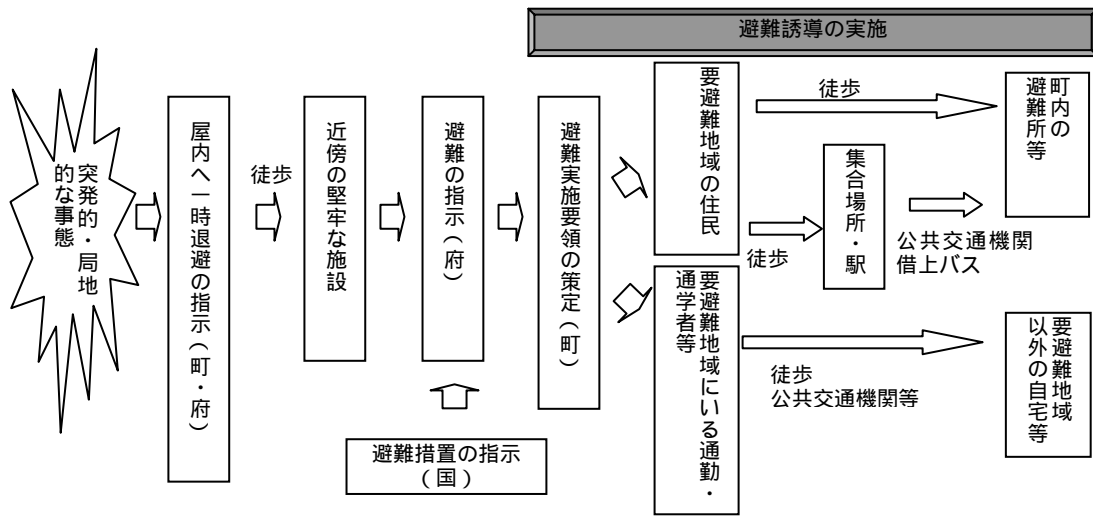 避難誘導の実施
突発的・局地
的な事態
屋内へ一時退避の指示(町・府)
徒歩
近傍の堅牢な施設
避難の指示(府)
避難措置の指示
(国)
避難実施要領の策定(町)
要避難地域の住民
徒歩
町内の
避難所等
徒歩
集合場所・駅
公共交通機関
借上バス
要避難地域にいる通勤・
通学者等
徒歩
公共交通機関等
要避難地域
以外の自宅等